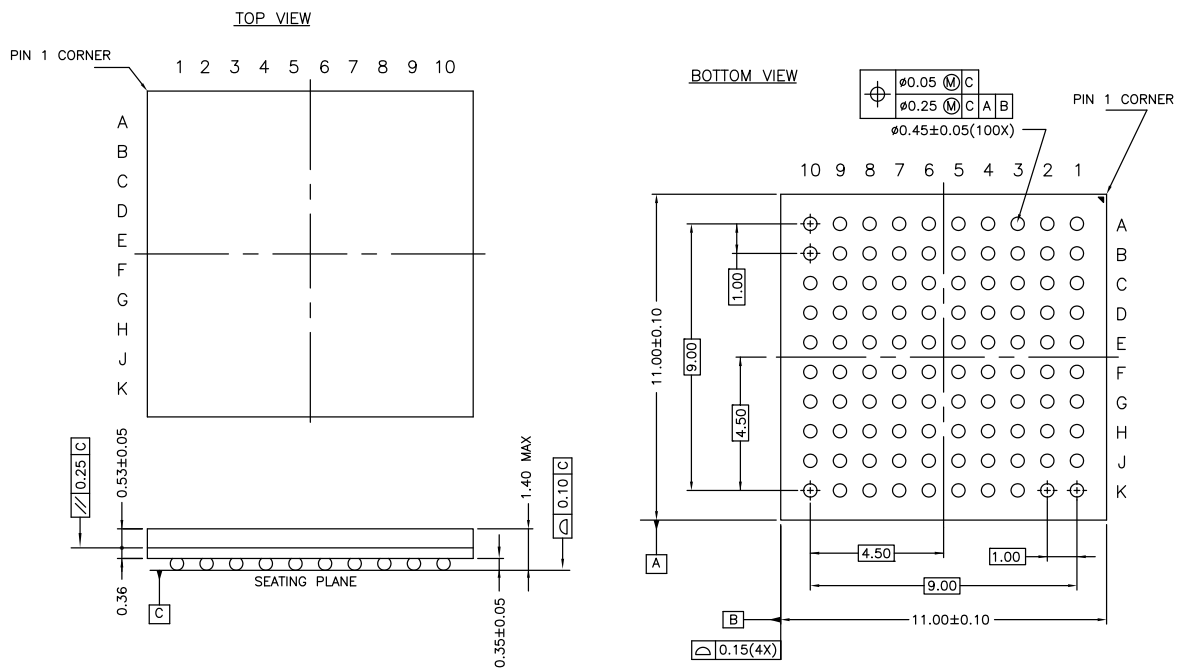 TOP VIEW
PIN 1 CORNER
1 2 3 4 5 6 7 8 9 10
A
B
C
D
E
F
G
H
J
K
0.25 C
0.53±0.05
0.36
1.40 MAX
0.10 C
SEATING PLANE
C
0.35±0.05
BOTTOM VIEW
ø0.05 Ⓜ C
ø0.25 Ⓜ C A B
ø0.45±0.05(100X)
PIN 1 CORNER
10 9 8 7 6 5 4 3 2 1
A
B
C
D
E
F
G
H
J
K
1.00
11.00±0.10
9.00
4.50
A
4.50
1.00
9.00
B
11.00±0.10
0.15(4X)